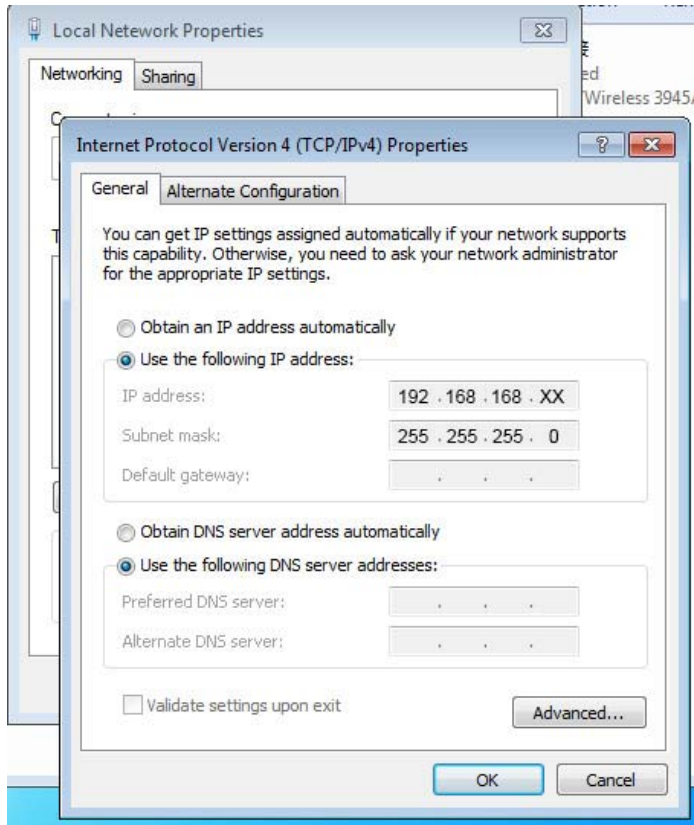 Local Netework Properties
Networking
Sharing
ed
Wireless 3945
Internet Protocol Version 4 (TCP/IPv4) Properties
General
Alternate Configuration
You can get IP settings assigned automatically if your network supports
this capability. Otherwise, you need to ask your network administrator
for the appropriate IP settings.
Obtain an IP address automatically
Use the following IP address:
IP address: 192 . 168 . 168 . XX
Subnet mask: 255 . 255 . 255 . 0
Default gateway: . . .
Obtain DNS server address automatically
Use the following DNS server addresses:
Preferred DNS server: . . .
Alternate DNS server: . . .
Validate settings upon exit
Advanced...
OK
Cancel